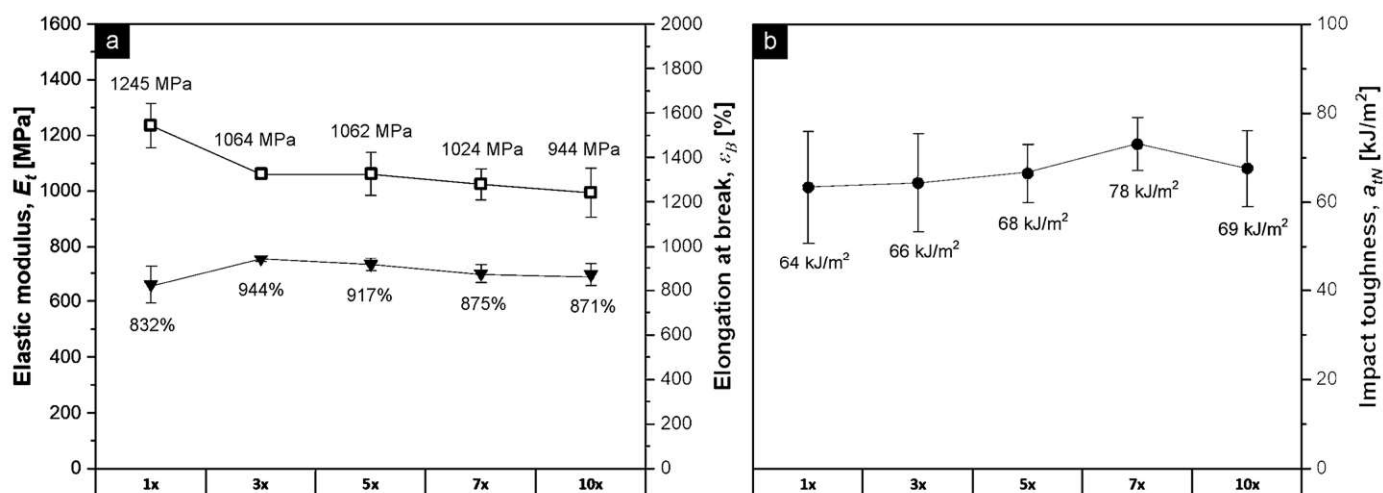 a
Elastic modulus, E_t [MPa]
1600
1400
1200
1000
800
600
400
200
0
1245 MPa
1064 MPa
1062 MPa
1024 MPa
944 MPa
832%
944%
917%
875%
871%
1x
3x
5x
7x
10x
2000
1800
1600
1400
1200
1000
800
600
400
200
0
Elongation at break, ε_B [%]
b
64 kJ/m²
66 kJ/m²
68 kJ/m²
78 kJ/m²
69 kJ/m²
1x
3x
5x
7x
10x
100
80
60
40
20
0
Impact toughness, a_tN [kJ/m²]